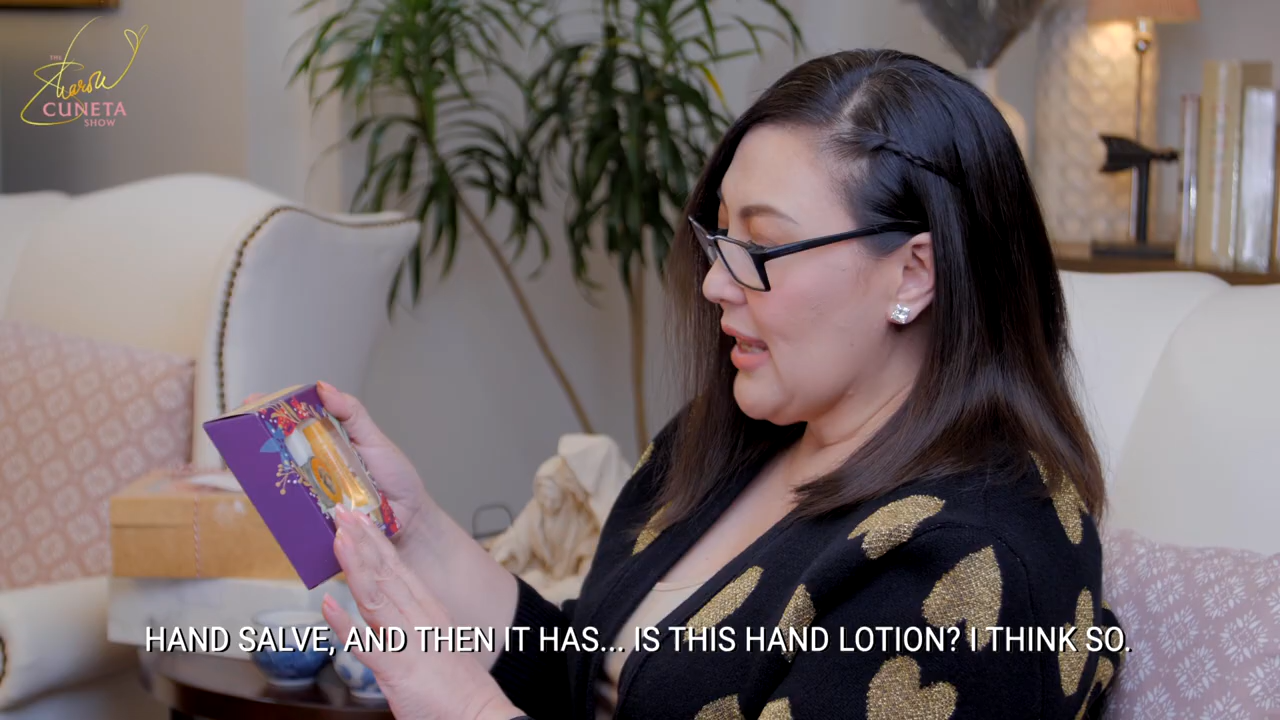 THE
Sharon
CUNETA
SHOW
HAND SALVE, AND THEN IT HAS... IS THIS HAND LOTION? I THINK SO.